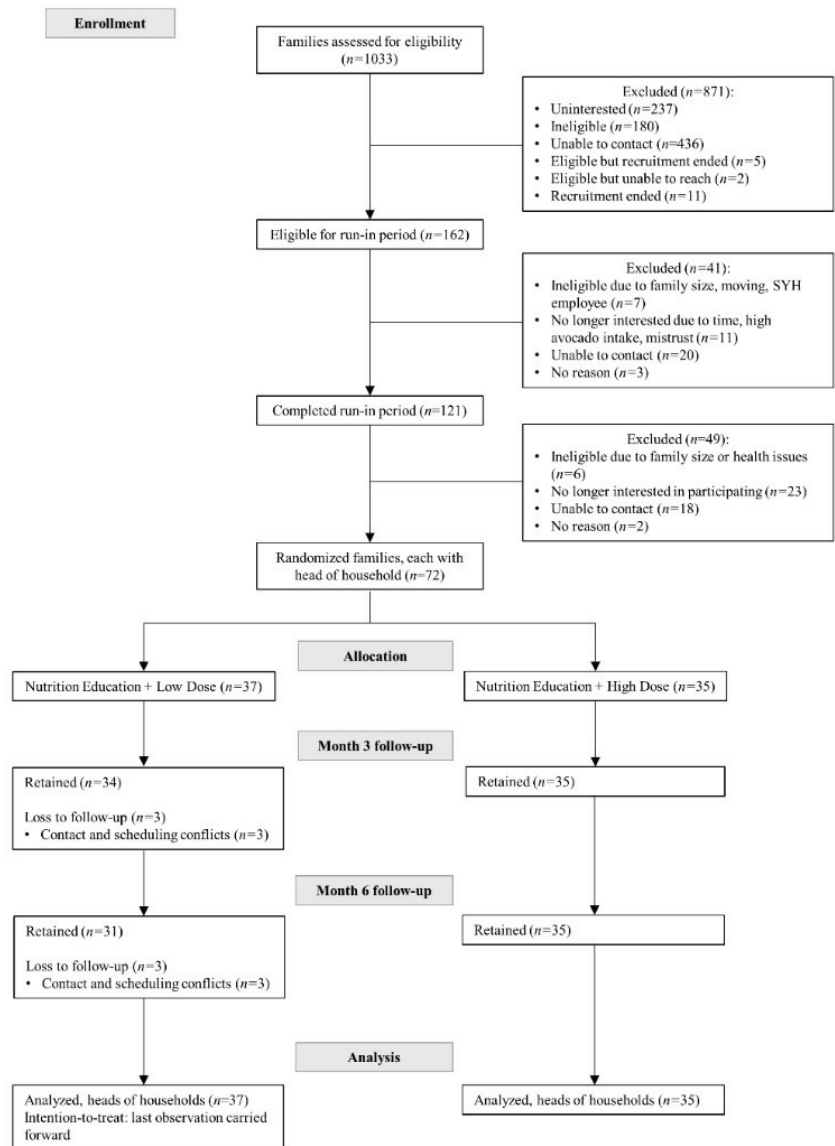 Enrollment
Families assessed for eligibility
(n=1033)
Excluded (n=871):
• Uninterested (n=237)
• Ineligible (n=180)
• Unable to contact (n=436)
• Eligible but recruitment ended (n=5)
• Eligible but unable to reach (n=2)
• Recruitment ended (n=11)
Eligible for run-in period (n=162)
Excluded (n=41):
• Ineligible due to family size, moving, SYH
employee (n=7)
• No longer interested due to time, high
avocado intake, mistrust (n=11)
• Unable to contact (n=20)
• No reason (n=3)
Completed run-in period (n=121)
Excluded (n=49):
• Ineligible due to family size or health issues
(n=6)
• No longer interested in participating (n=23)
• Unable to contact (n=18)
• No reason (n=2)
Randomized families, each with
head of household (n=72)
Allocation
Nutrition Education + Low Dose (n=37)
Nutrition Education + High Dose (n=35)
Month 3 follow-up
Retained (n=34)
Loss to follow-up (n=3)
• Contact and scheduling conflicts (n=3)
Retained (n=35)
Month 6 follow-up
Retained (n=31)
Loss to follow-up (n=3)
• Contact and scheduling conflicts (n=3)
Retained (n=35)
Analysis
Analyzed, heads of households (n=37)
Intention-to-treat: last observation carried
forward
Analyzed, heads of households (n=35)